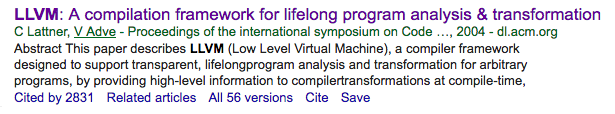 LLVM: A compilation framework for lifelong program analysis & transformation
C Lattner, V Adve - Proceedings of the international symposium on Code …, 2004 - dl.acm.org
Abstract This paper describes LLVM (Low Level Virtual Machine), a compiler framework
designed to support transparent, lifelongprogram analysis and transformation for arbitrary
programs, by providing high-level information to compilertransformations at compile-time,
Cited by 2831 Related articles All 56 versions Cite Save